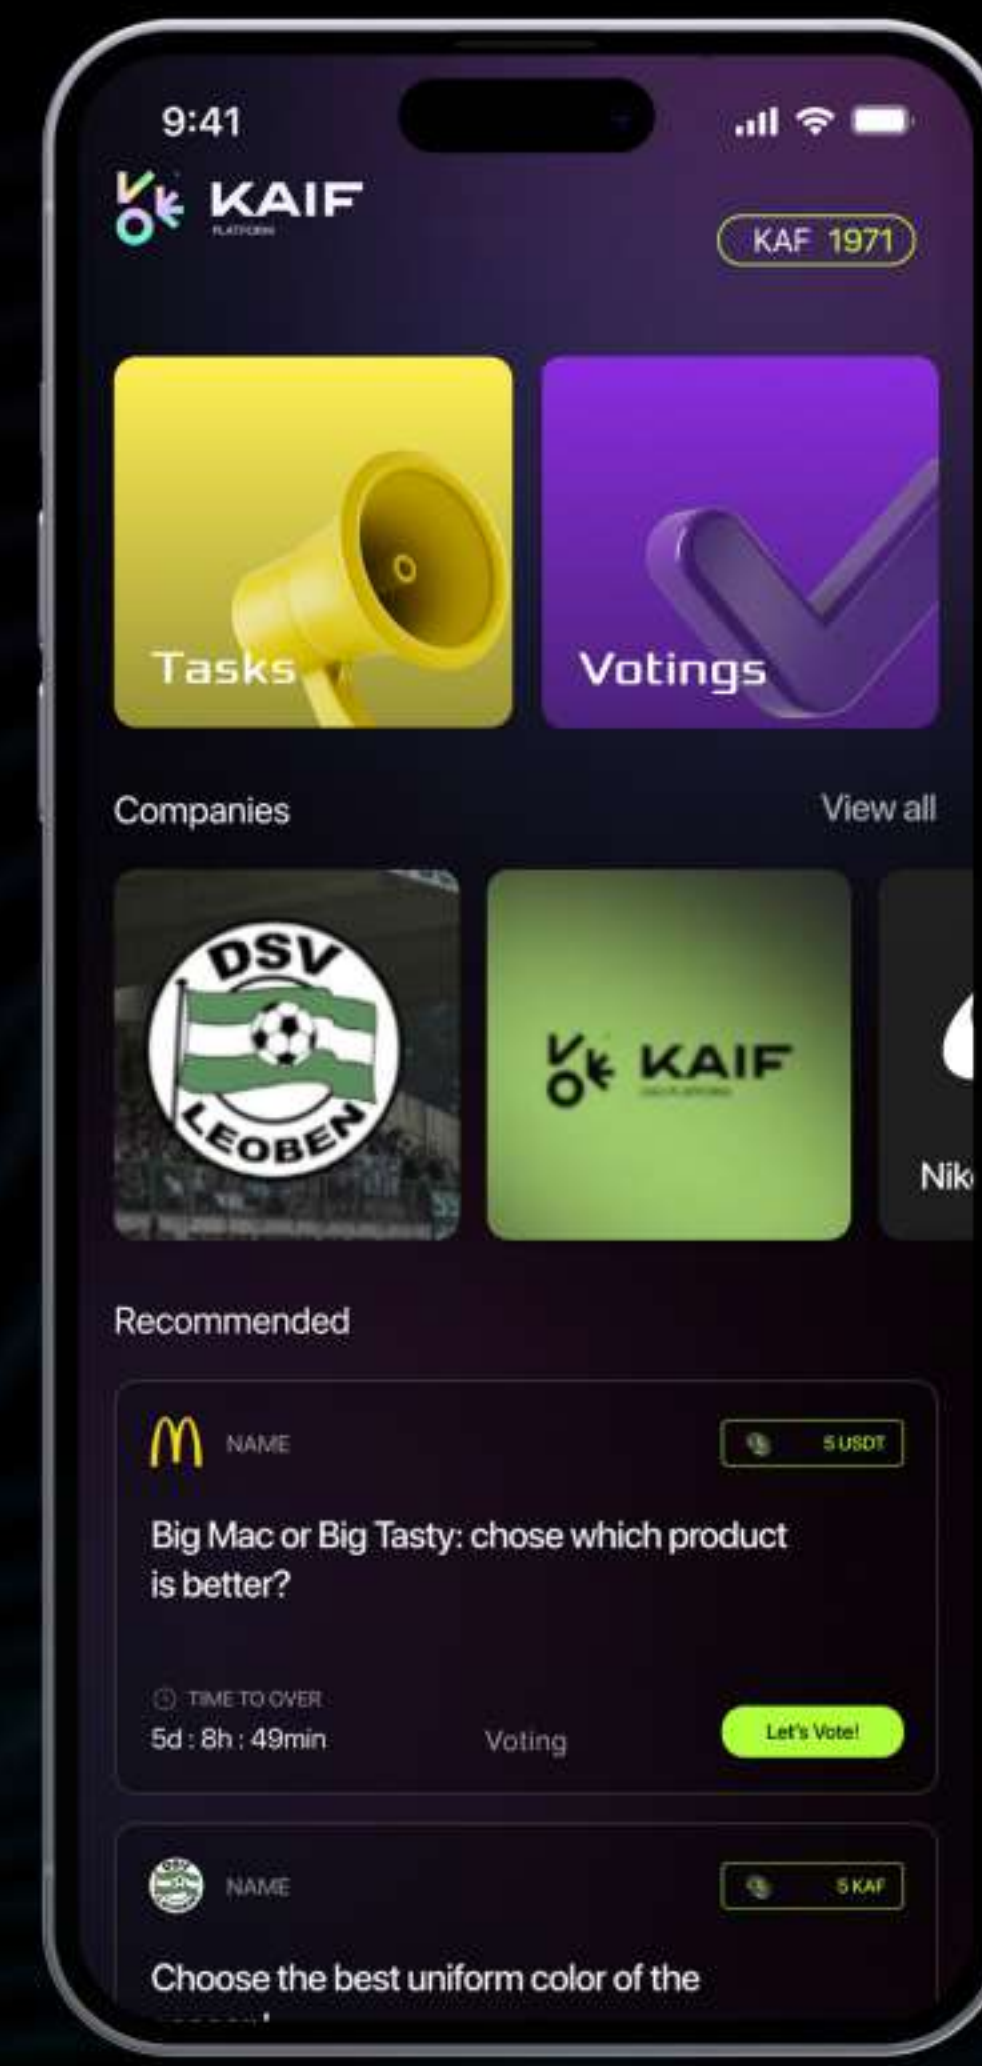 9:41
KAIF
PLATFORM
KAF 1971
Tasks
Votings
Companies
View all
DSV
LEOBEN
KAIF
Nik
Recommended
NAME
5 USDT
Big Mac or Big Tasty: chose which product
is better?
TIME TO OVER
5d : 8h : 49min
Voting
Let's Vote!
NAME
5 KAF
Choose the best uniform color of the